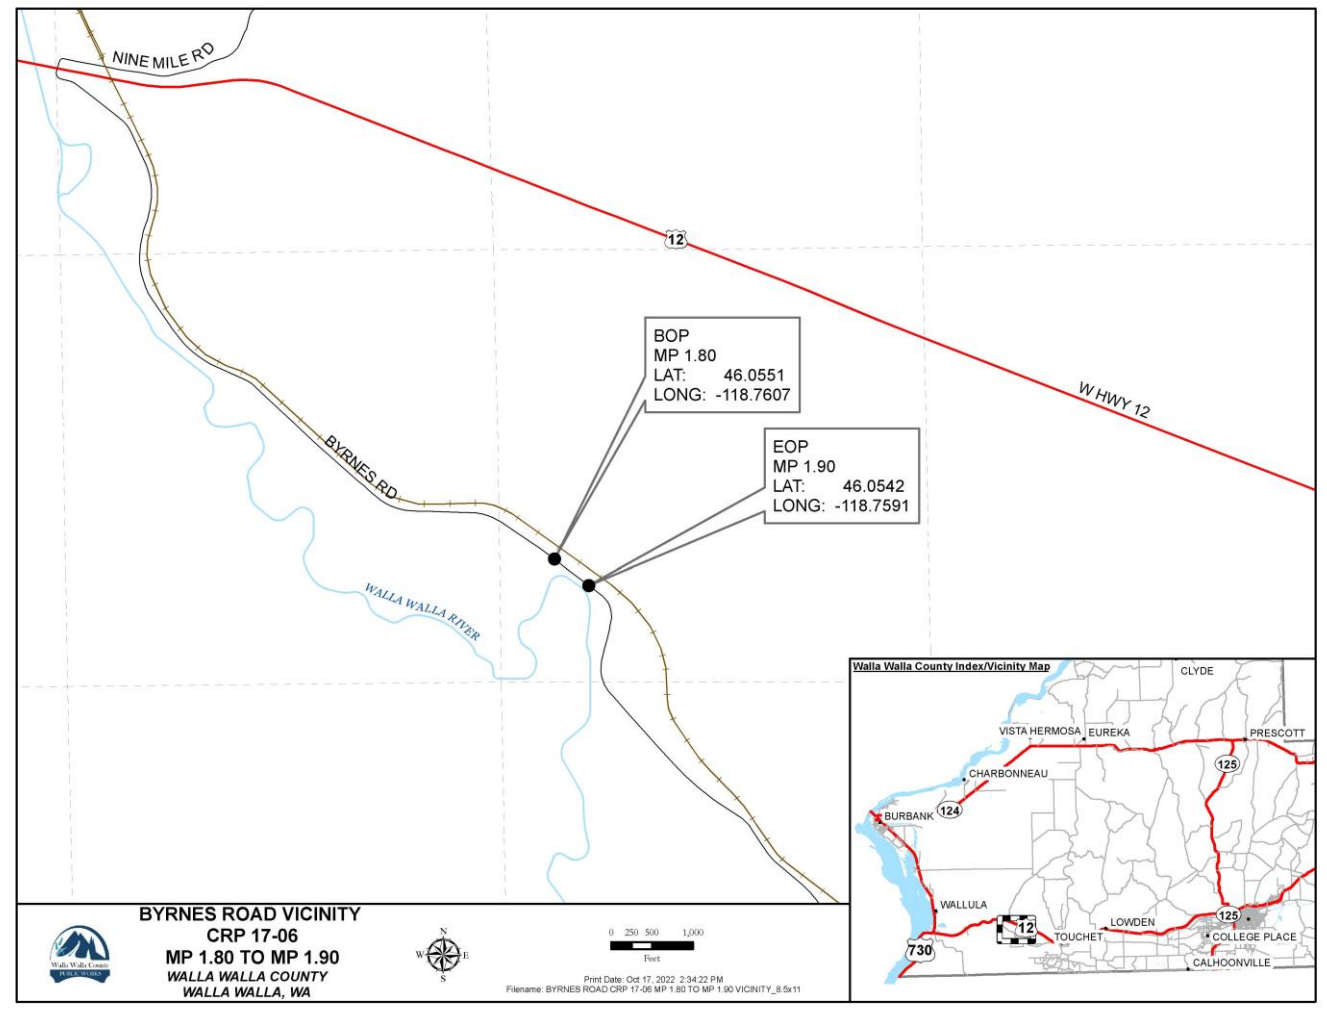 NINE MILE RD
12
W HWY 12
BOP
MP 1.80
LAT: 46.0551
LONG: -118.7607
EOP
MP 1.90
LAT: 46.0542
LONG: -118.7591
BYRNES RD
WALLA WALLA RIVER
Walla Walla County Index/Vicinity Map
CLYDE
VISTA HERMOSA
EUREKA
PRESCOTT
125
CHARBONNEAU
124
BURBANK
WALLULA
LOWDEN
125
12
TOUCHET
COLLEGE PLACE
730
CALHOONVILLE
BYRNES ROAD VICINITY
CRP 17-06
MP 1.80 TO MP 1.90
WALLA WALLA COUNTY
WALLA WALLA, WA
Walla Walla County
PUBLIC WORKS
N
W E
S
0 250 500 1,000
Feet
Print Date: Oct 17, 2022 2:34:22 PM
Filename: BYRNES ROAD CRP 17-06 MP 1.80 TO MP 1.90 VICINITY_8.5x11